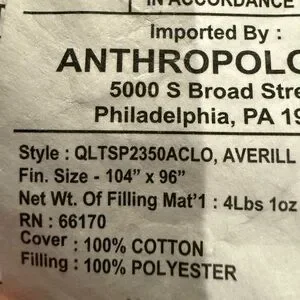 IN ACCORDANCE
Imported By :
ANTHROPOLO
5000 S Broad Stre
Philadelphia, PA 19
Style : QLTSP2350ACLO, AVERILL
Fin. Size - 104” x 96”
Net Wt. Of Filling Mat’1 : 4Lbs 1oz
RN : 66170
Cover : 100% COTTON
Filling : 100% POLYESTER